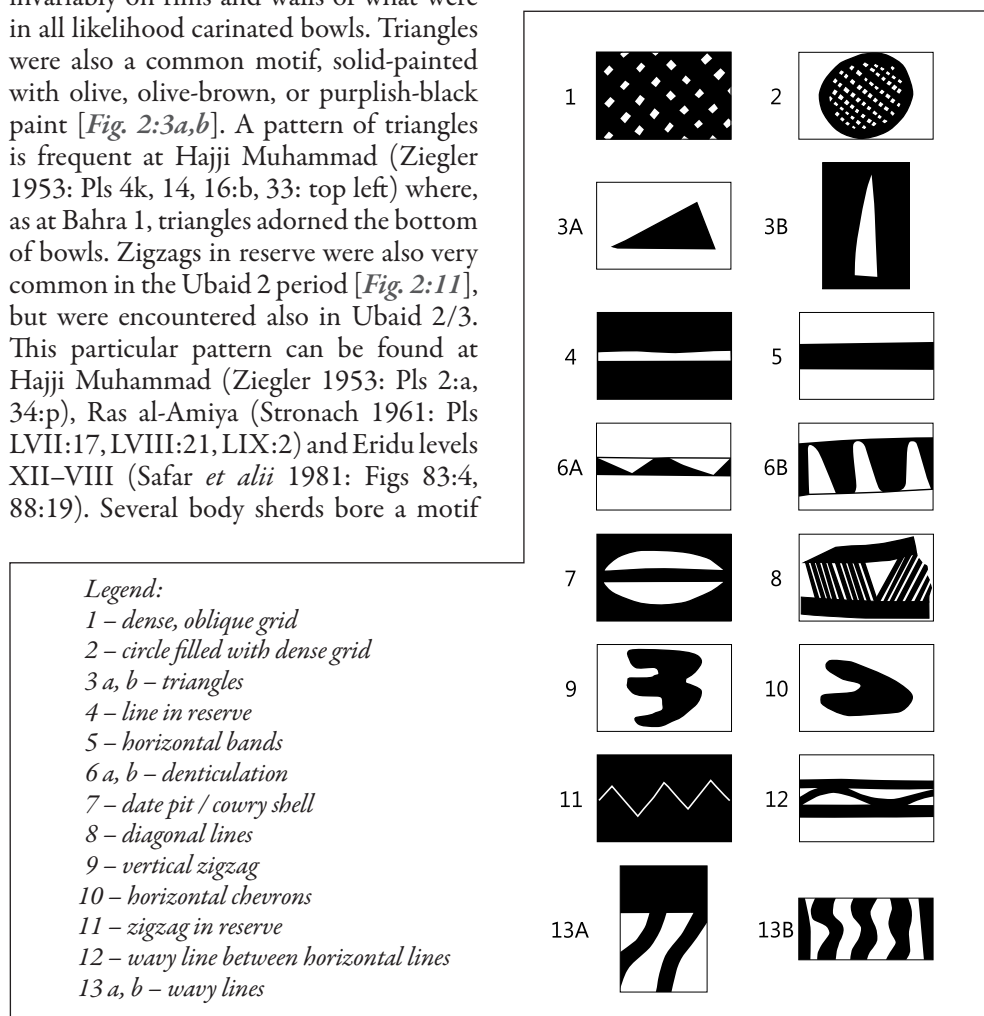 in all likelihood carinated bowls. Triangles
were also a common motif, solid-painted
with olive, olive-brown, or purplish-black
paint [Fig. 2:3a,b]. A pattern of triangles
is frequent at Hajji Muhammad (Ziegler
1953: Pls 4k, 14, 16:b, 33: top left) where,
as at Bahra 1, triangles adorned the bottom
of bowls. Zigzags in reserve were also very
common in the Ubaid 2 period [Fig. 2:11],
but were encountered also in Ubaid 2/3.
This particular pattern can be found at
Hajji Muhammad (Ziegler 1953: Pls 2:a,
34:p), Ras al-Amiya (Stronach 1961: Pls
LVII:17, LVIII:21, LIX:2) and Eridu levels
XII–VIII (Safar et alii 1981: Figs 83:4,
88:19). Several body sherds bore a motif
Legend:
1 – dense, oblique grid
2 – circle filled with dense grid
3 a, b – triangles
4 – line in reserve
5 – horizontal bands
6 a, b – denticulation
7 – date pit / cowry shell
8 – diagonal lines
9 – vertical zigzag
10 – horizontal chevrons
11 – zigzag in reserve
12 – wavy line between horizontal lines
13 a, b – wavy lines
1
2
3A
3B
4
5
6A
6B
7
8
9
10
11
12
13A
13B